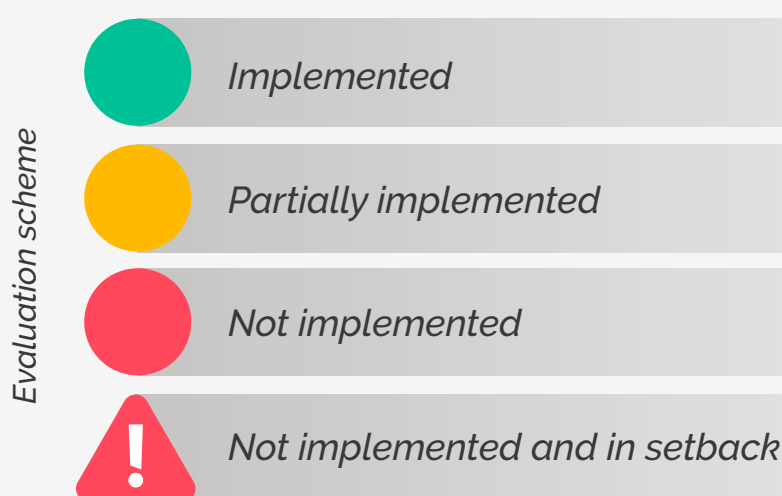 Evaluation scheme
Implemented
Partially implemented
Not implemented
Not implemented and in setback